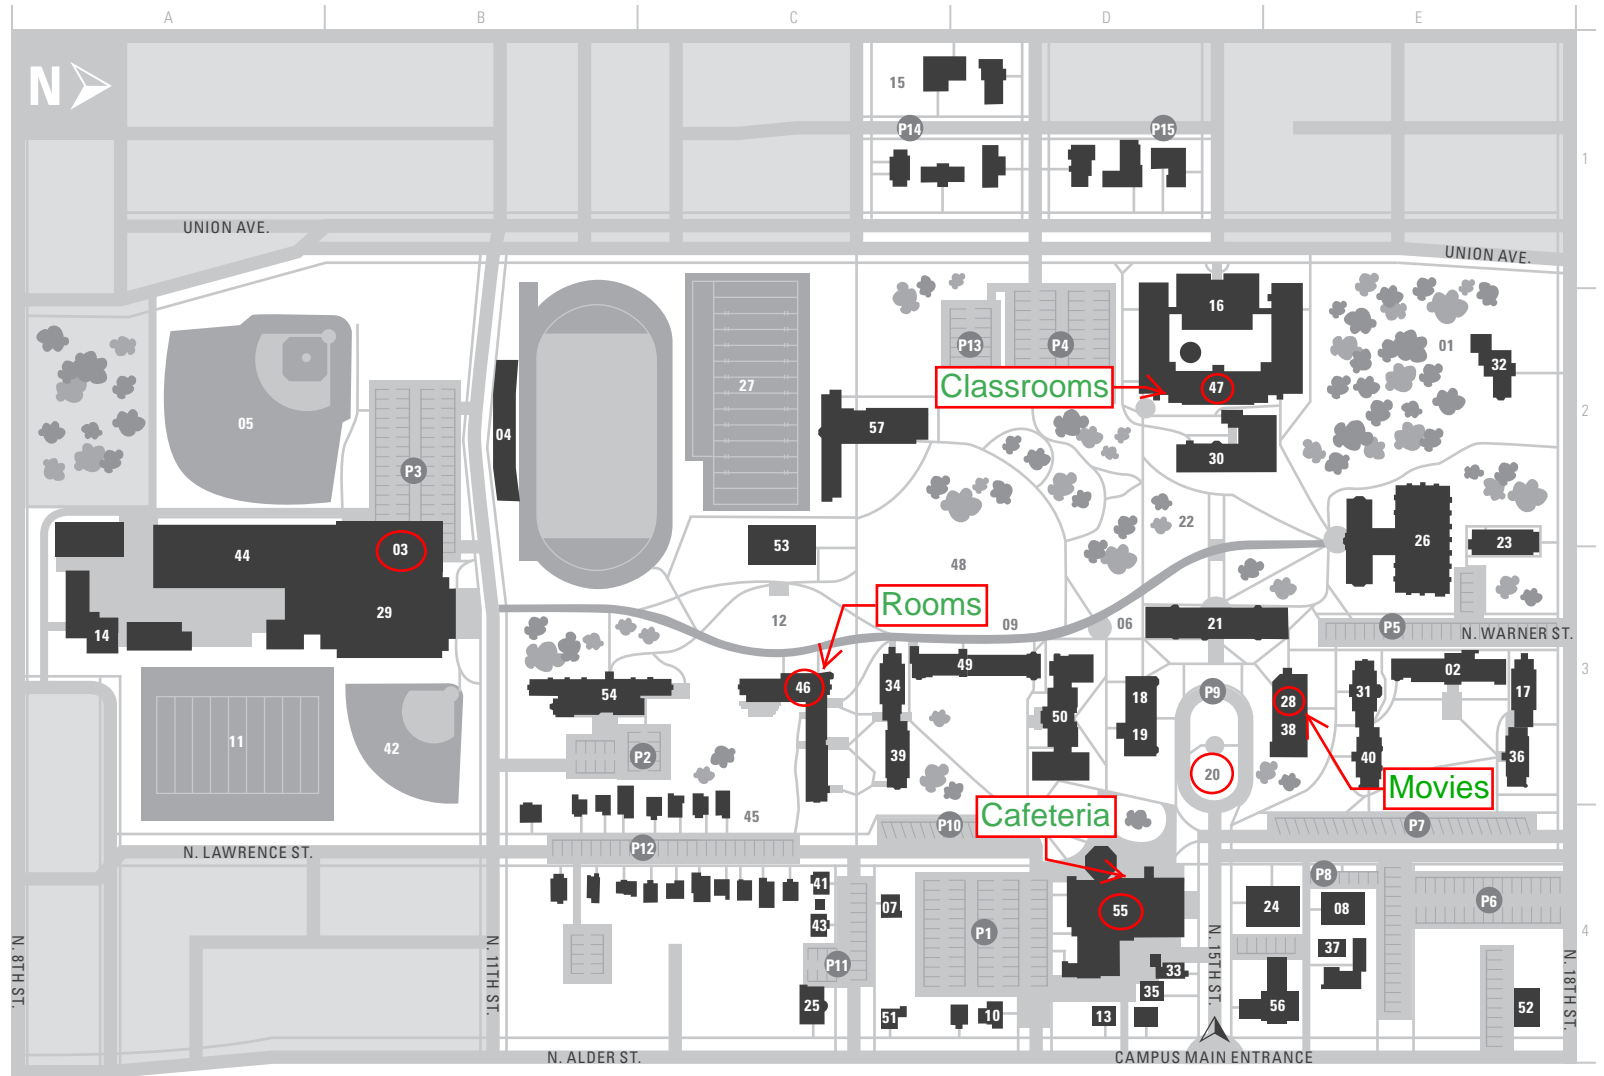 A B C D E
N
15
P14 P15
1
UNION AVE.
UNION AVE.
16
01
P13 P4
32
27
Classrooms
47
2
05
57
04
30
P3
22
03
44
53
26 23
48
29
Rooms
12 09 06 21
P5
14
N. WARNER ST.
49
02
34
46
54
18
P9
31 17
28
50
11 42
19 38
P2
39
40 36
20
3
Movies
45
Cafeteria
P10 P7
P12
N. LAWRENCE ST.
41
P8
07
55
24 08
P6
43
P1
4
37
P11
33
35
25
51 10 13
56 52
N. 8TH ST.
N. 11TH ST.
N. 15TH ST.
N. 18TH ST.
N. ALDER ST.
CAMPUS MAIN ENTRANCE